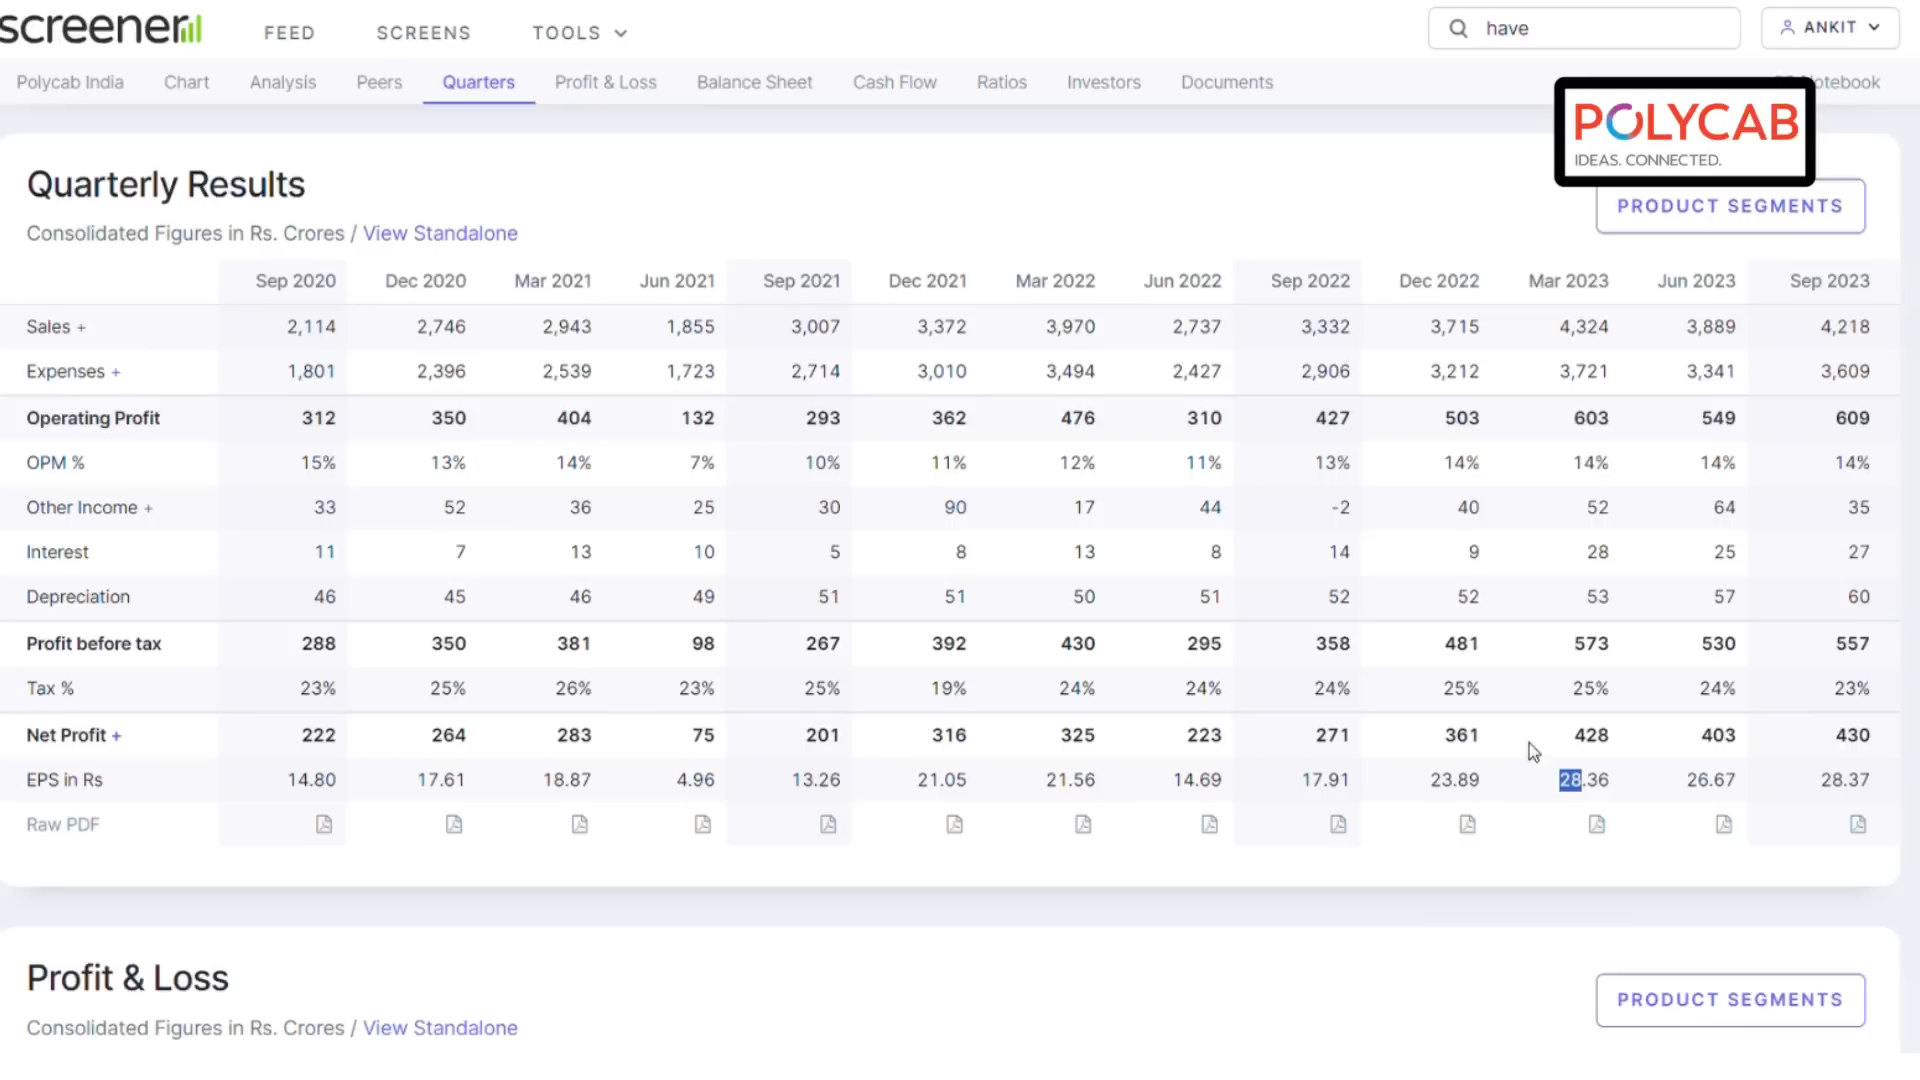 screener
FEED SCREENS TOOLS
have
ANKIT
Polycab India Chart Analysis Peers Quarters Profit & Loss Balance Sheet Cash Flow Ratios Investors Documents
POLYCAB
IDEAS. CONNECTED.
Quarterly Results
PRODUCT SEGMENTS
Consolidated Figures in Rs. Crores / View Standalone
Sep 2020 Dec 2020 Mar 2021 Jun 2021 Sep 2021 Dec 2021 Mar 2022 Jun 2022 Sep 2022 Dec 2022 Mar 2023 Jun 2023 Sep 2023
Sales + 2,114 2,746 2,943 1,855 3,007 3,372 3,970 2,737 3,332 3,715 4,324 3,889 4,218
Expenses + 1,801 2,396 2,539 1,723 2,714 3,010 3,494 2,427 2,906 3,212 3,721 3,341 3,609
Operating Profit 312 350 404 132 293 362 476 310 427 503 603 549 609
OPM % 15% 13% 14% 7% 10% 11% 12% 11% 13% 14% 14% 14% 14%
Other Income + 33 52 36 25 30 90 17 44 -2 40 52 64 35
Interest 11 7 13 10 5 8 13 8 14 9 28 25 27
Depreciation 46 45 46 49 51 51 50 51 52 52 53 57 60
Profit before tax 288 350 381 98 267 392 430 295 358 481 573 530 557
Tax % 23% 25% 26% 23% 25% 19% 24% 24% 24% 25% 25% 24% 23%
Net Profit + 222 264 283 75 201 316 325 223 271 361 428 403 430
EPS in Rs 14.80 17.61 18.87 4.96 13.26 21.05 21.56 14.69 17.91 23.89 28.36 26.67 28.37
Raw PDF
Profit & Loss
PRODUCT SEGMENTS
Consolidated Figures in Rs. Crores / View Standalone